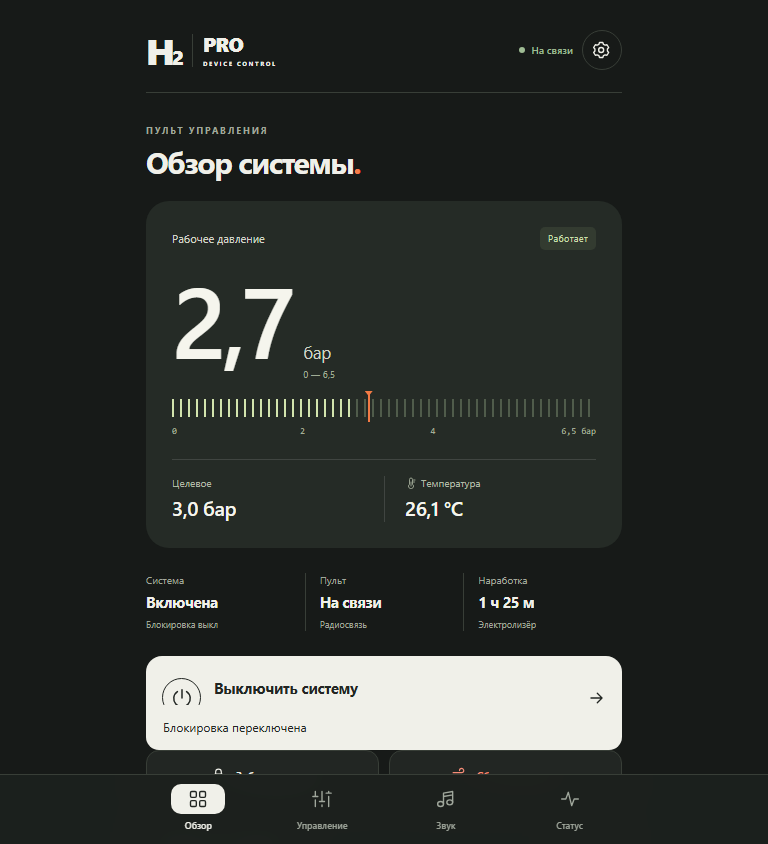 H2
PRO
DEVICE CONTROL
На связи
ПУЛЬТ УПРАВЛЕНИЯ
Обзор системы.
Рабочее давление
Работает
2,7 бар
0 — 6,5
0 2 4 6,5 бар
Целевое
3,0 бар
Температура
26,1 °C
Система
Включена
Блокировка выкл
Пульт
На связи
Радиосвязь
Наработка
1 ч 25 м
Электролизёр
Выключить систему
Блокировка переключена
Обзор
Управление
Звук
Статус